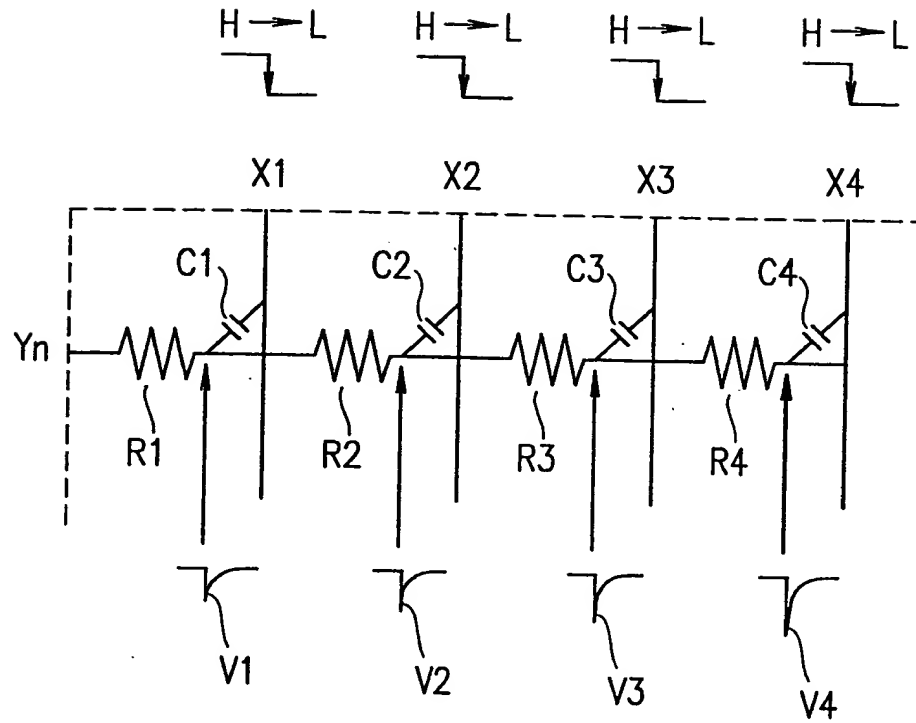 H → L H → L H → L H → L
X1 X2 X3 X4
C1 C2 C3 C4
Yn
R1 R2 R3 R4
V1 V2 V3 V4